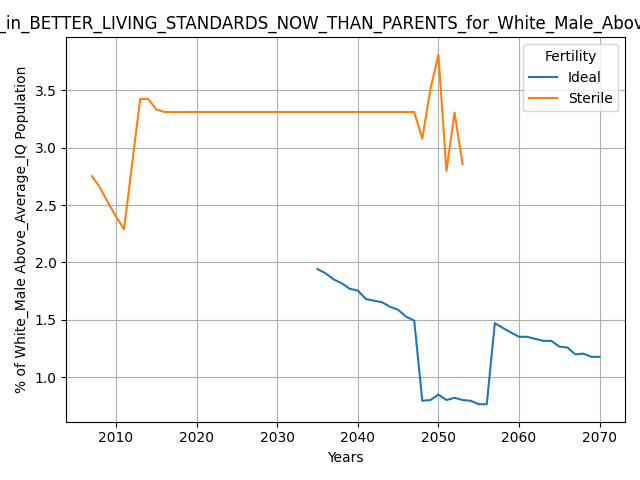 _in_BETTER_LIVING_STANDARDS_NOW_THAN_PARENTS_for_White_Male_Abov
% of White_Male Above_Average_IQ Population
3.5
3.0
2.5
2.0
1.5
1.0
Fertility
Ideal
Sterile
2010 2020 2030 2040 2050 2060 2070
Years